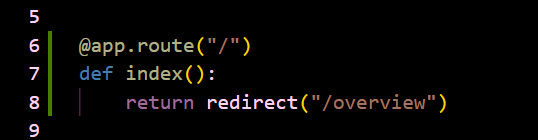 5
6 @app.route("/")
7 def index():
8     return redirect("/overview")
9